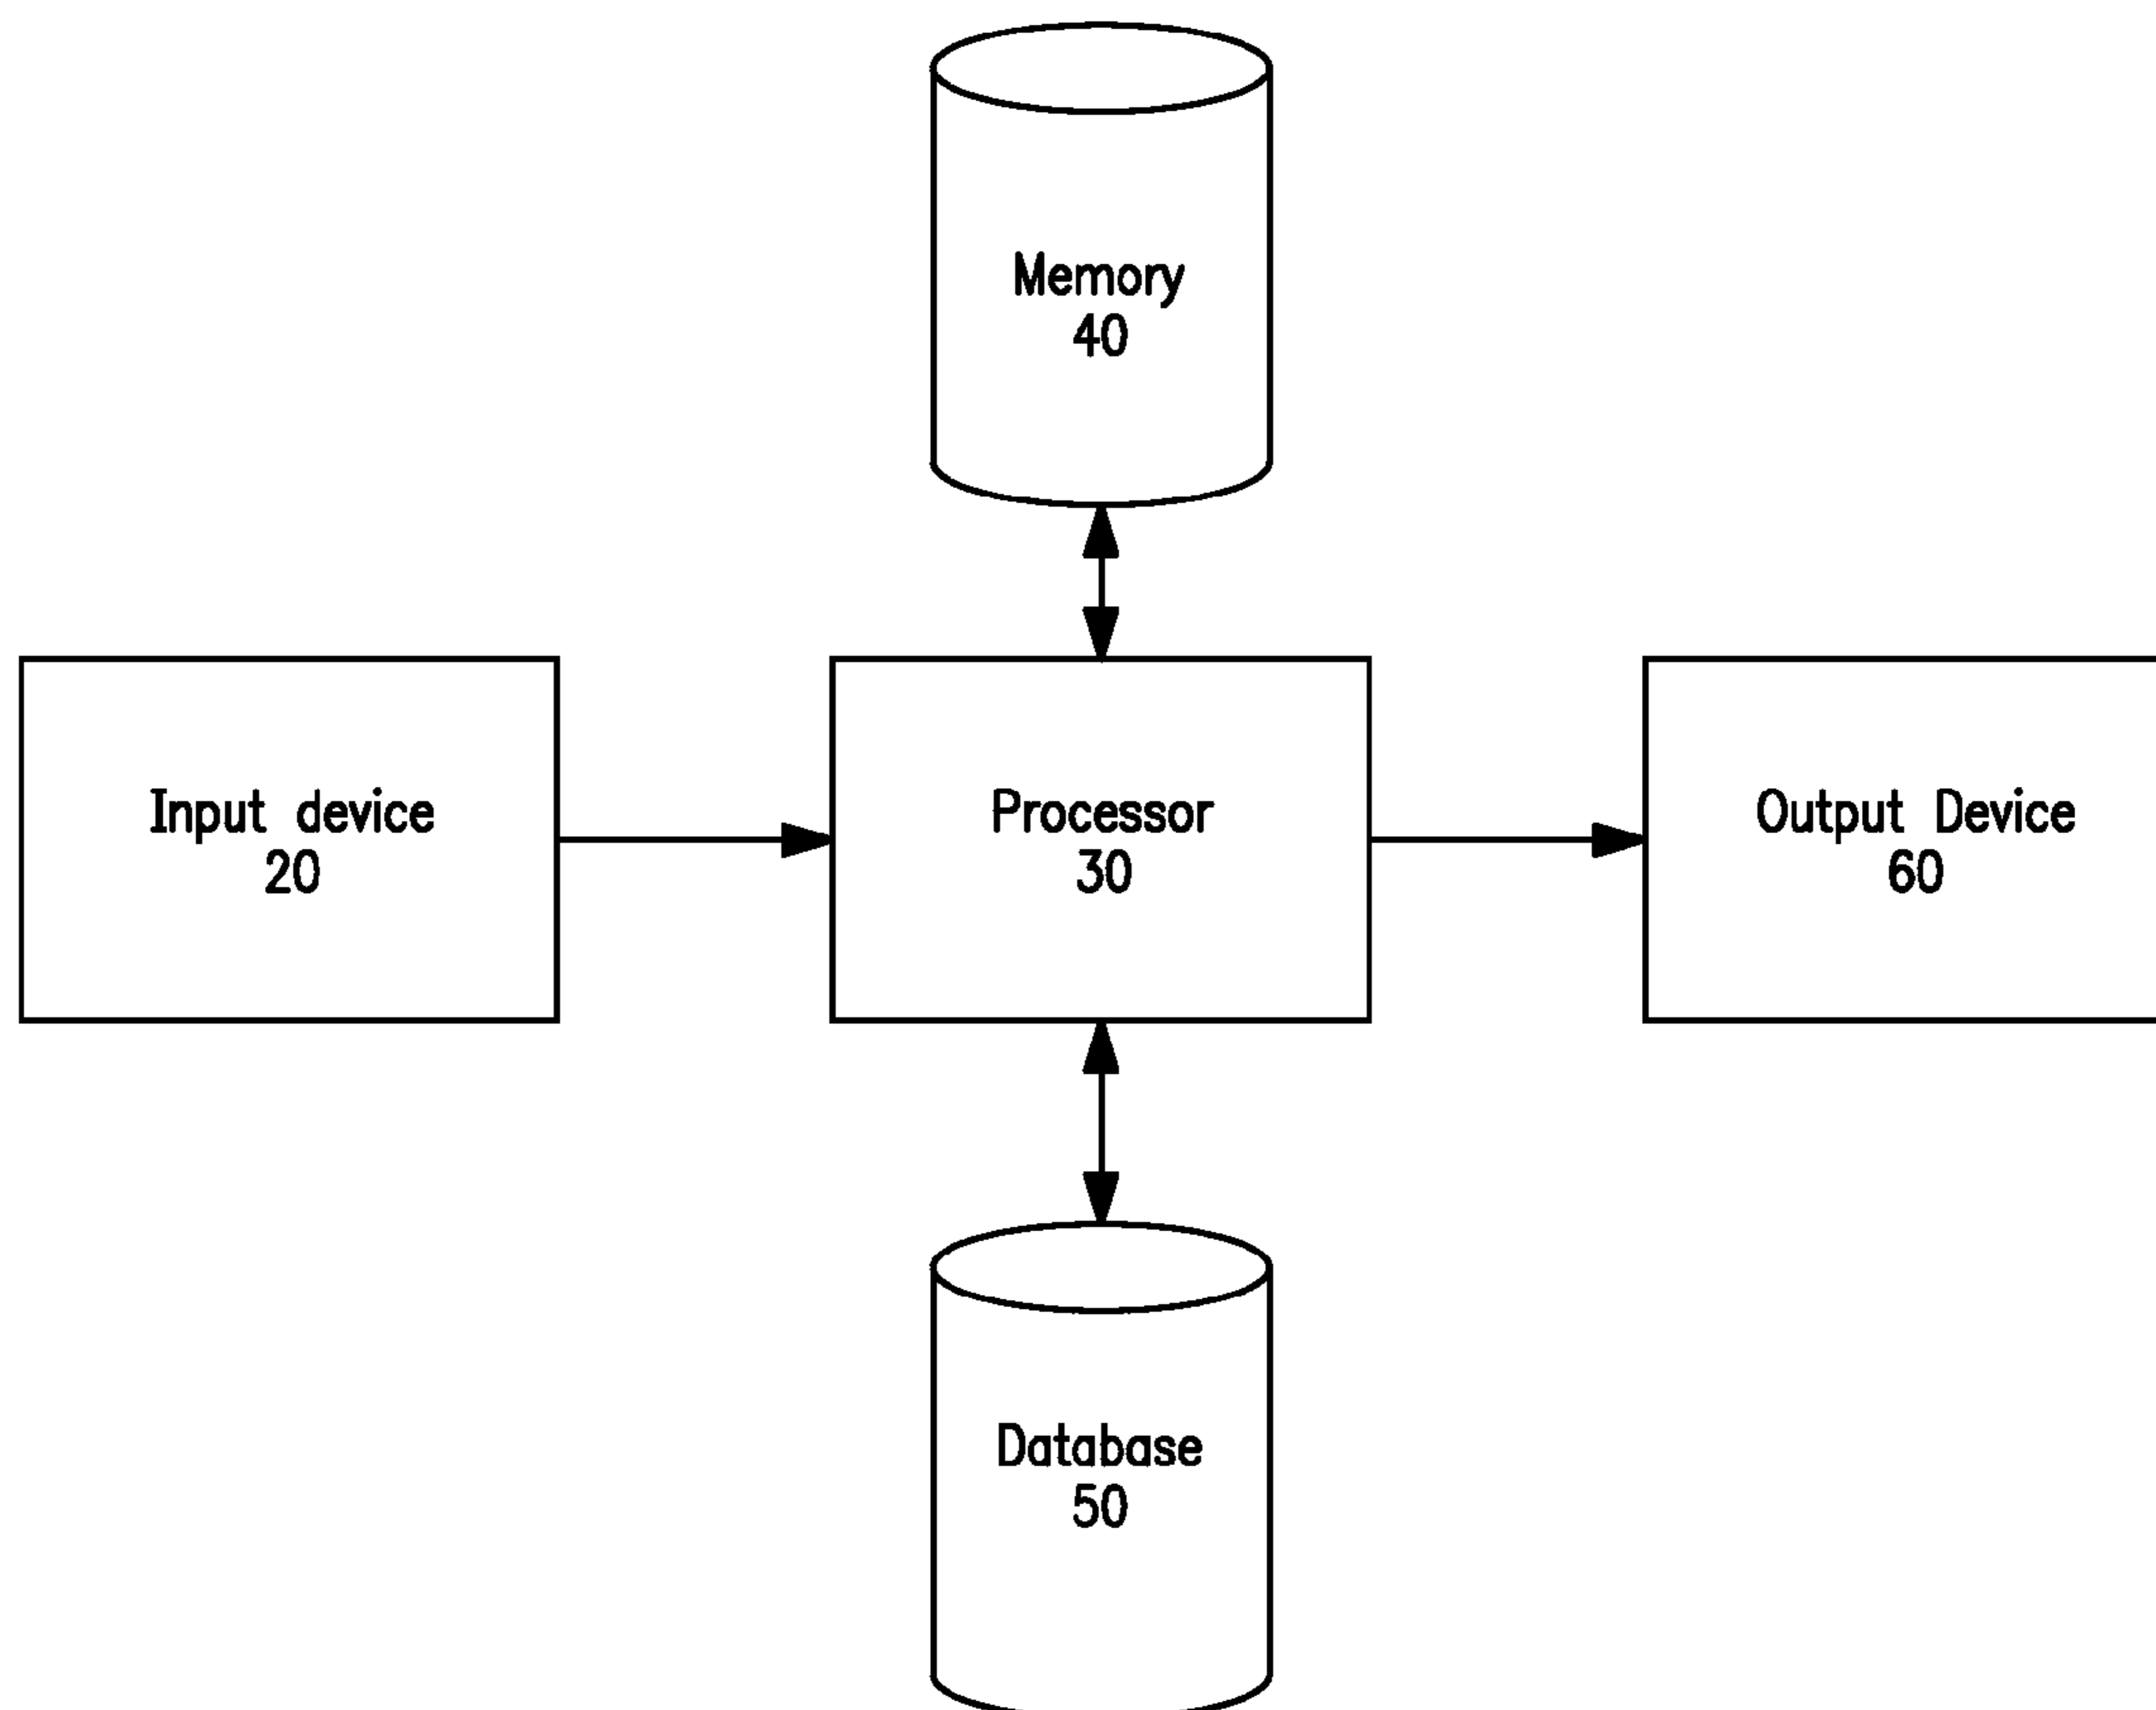 Memory
40
Input device
20
Processor
30
Output Device
60
Database
50